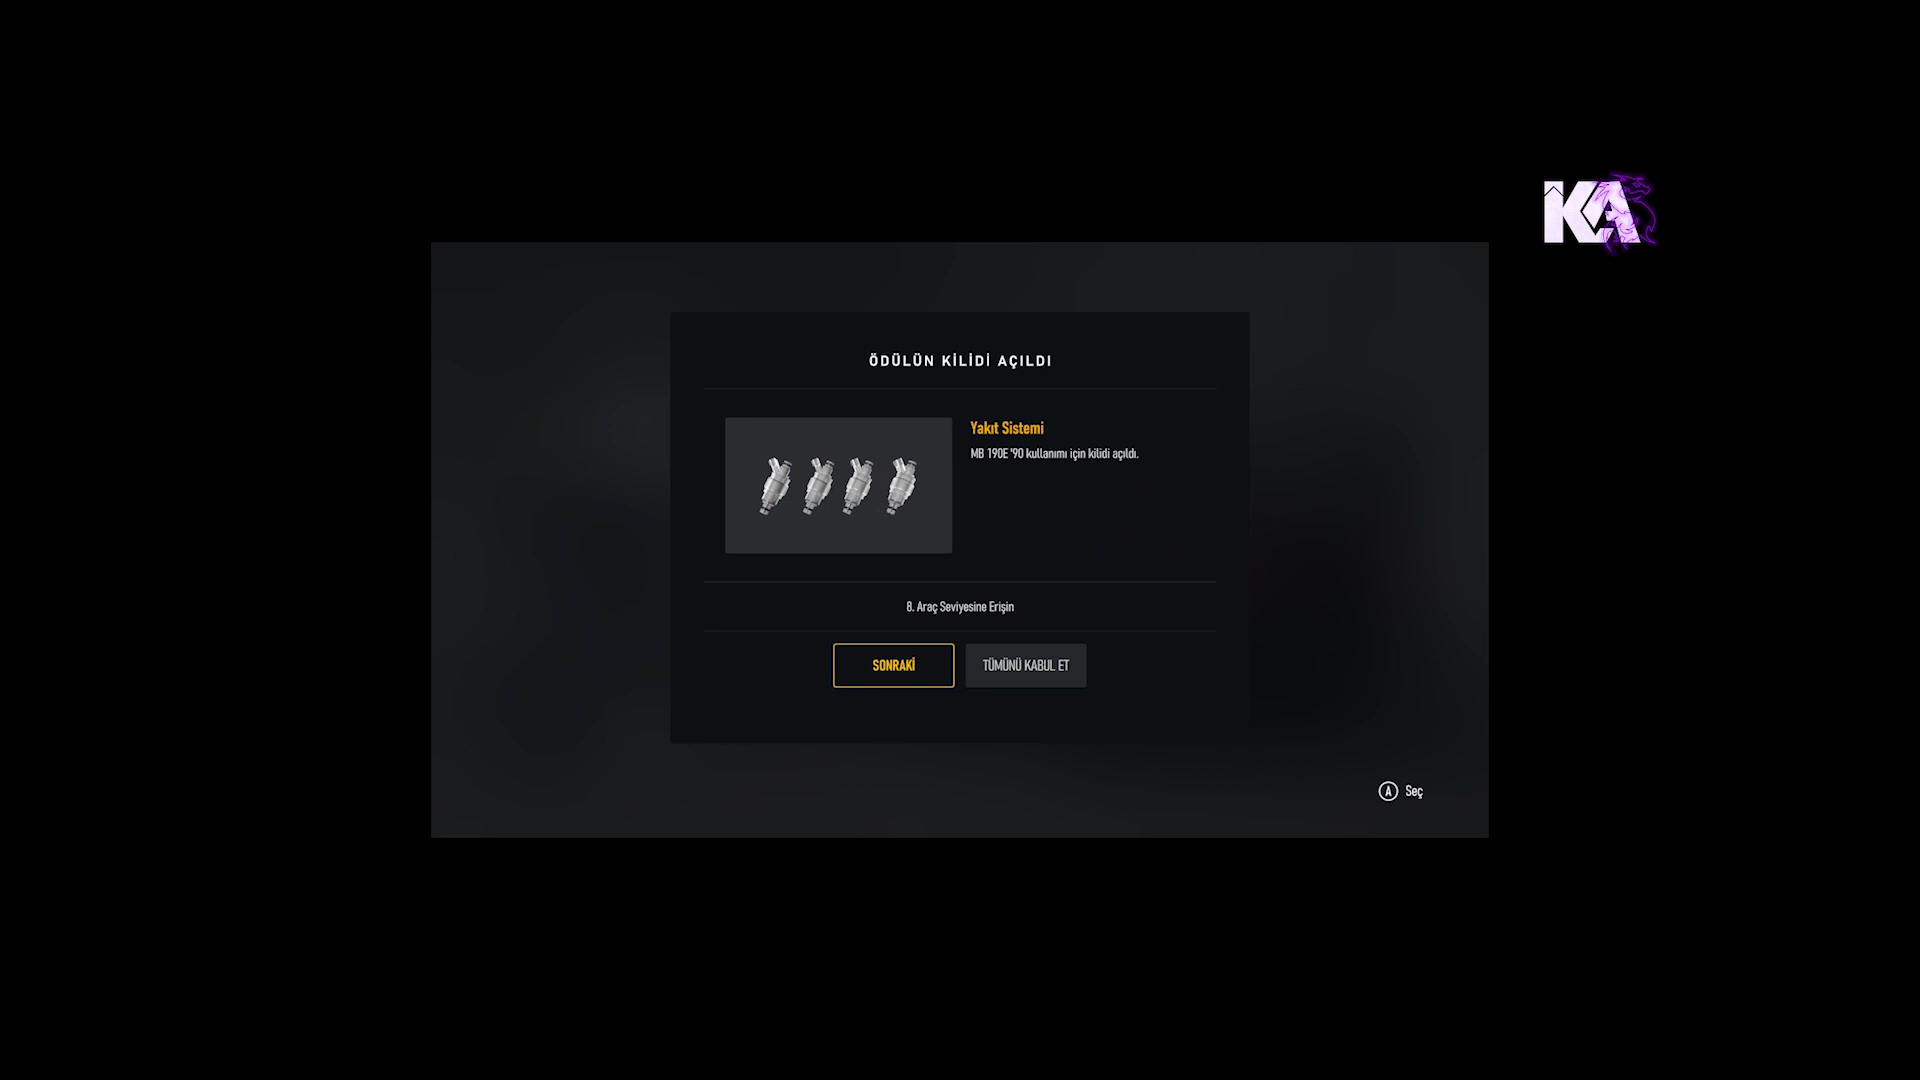 KA
ÖDÜLÜN KİLİDİ AÇILDI
Yakıt Sistemi
MB 190E '90 kullanımı için kilidi açıldı.
8. Araç Seviyesine Erişin
SONRAKİ
TÜMÜNÜ KABUL ET
A Seç